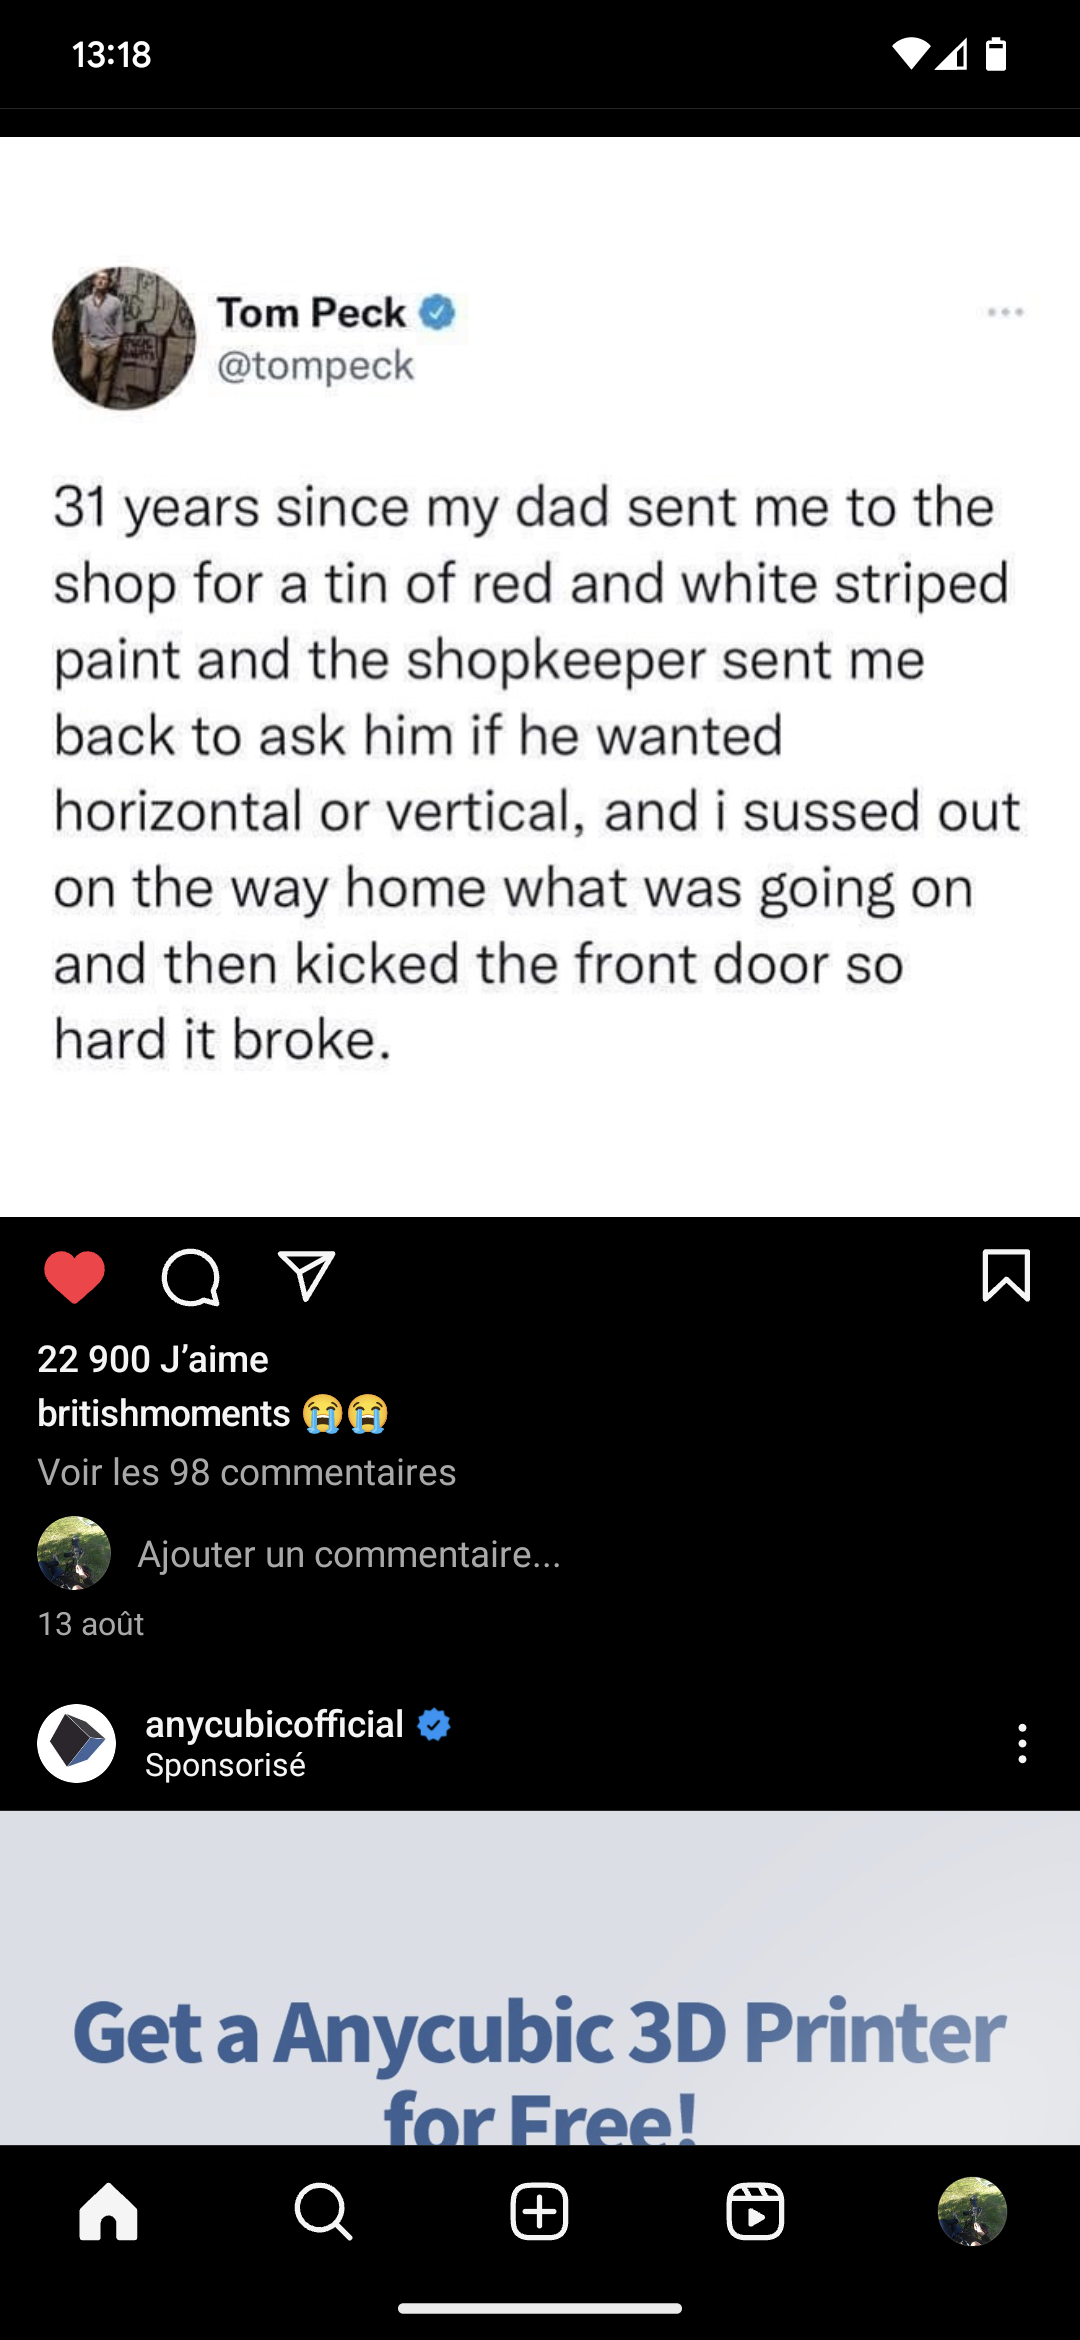 13:18
Tom Peck
@tompeck
31 years since my dad sent me to the
shop for a tin of red and white striped
paint and the shopkeeper sent me
back to ask him if he wanted
horizontal or vertical, and i sussed out
on the way home what was going on
and then kicked the front door so
hard it broke.
22 900 J’aime
britishmoments 😭😭
Voir les 98 commentaires
Ajouter un commentaire...
13 août
anycubicofficial
Sponsorisé
Get a Anycubic 3D Printer
for Free!